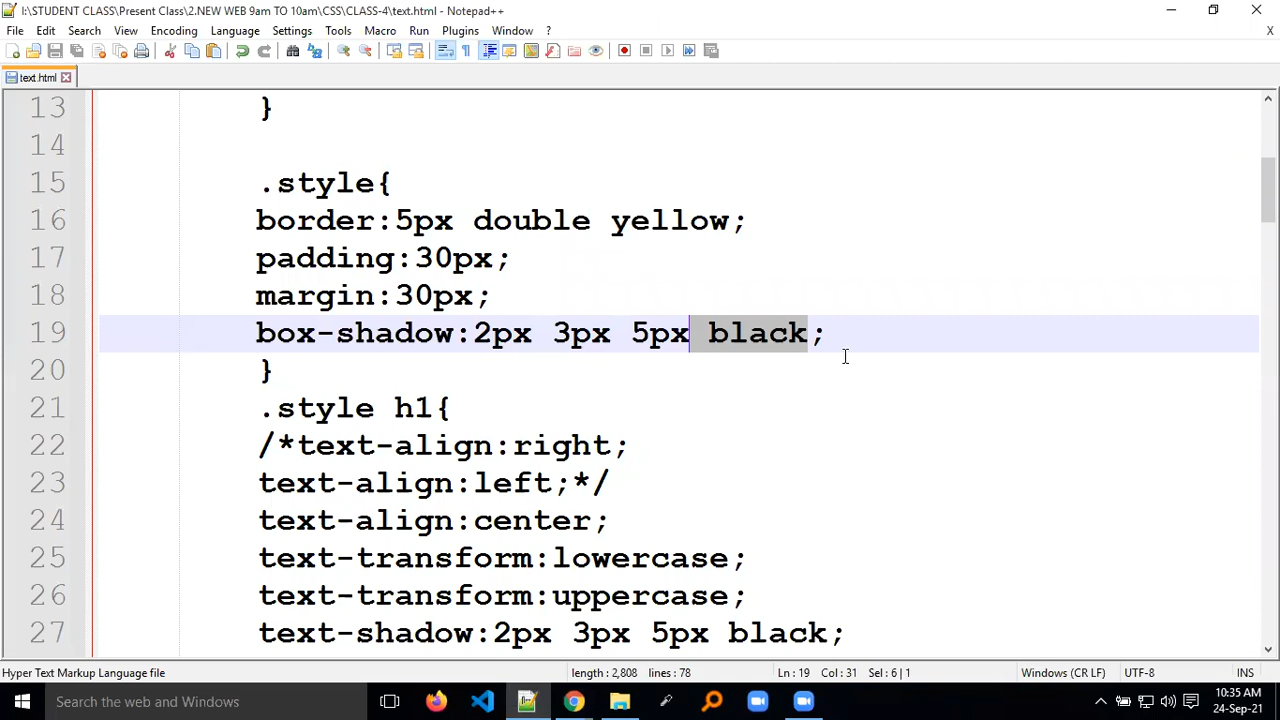 I:\STUDENT CLASS\Present Class\2.NEW WEB 9am TO 10am\CSS\CLASS-4\text.html - Notepad++
File Edit Search View Encoding Language Settings Tools Macro Run Plugins Window ? X
text.html
13 }
14
15 .style{
16 border:5px double yellow;
17 padding:30px;
18 margin:30px;
19 box-shadow:2px 3px 5px black;
20 }
21 .style h1{
22 /*text-align:right;
23 text-align:left;*/
24 text-align:center;
25 text-transform:lowercase;
26 text-transform:uppercase;
27 text-shadow:2px 3px 5px black;
Hyper Text Markup Language file length : 2,808 lines : 78 Ln : 19 Col : 31 Sel : 6 | 1 Windows (CR LF) UTF-8 INS
Search the web and Windows
10:35 AM
24-Sep-21